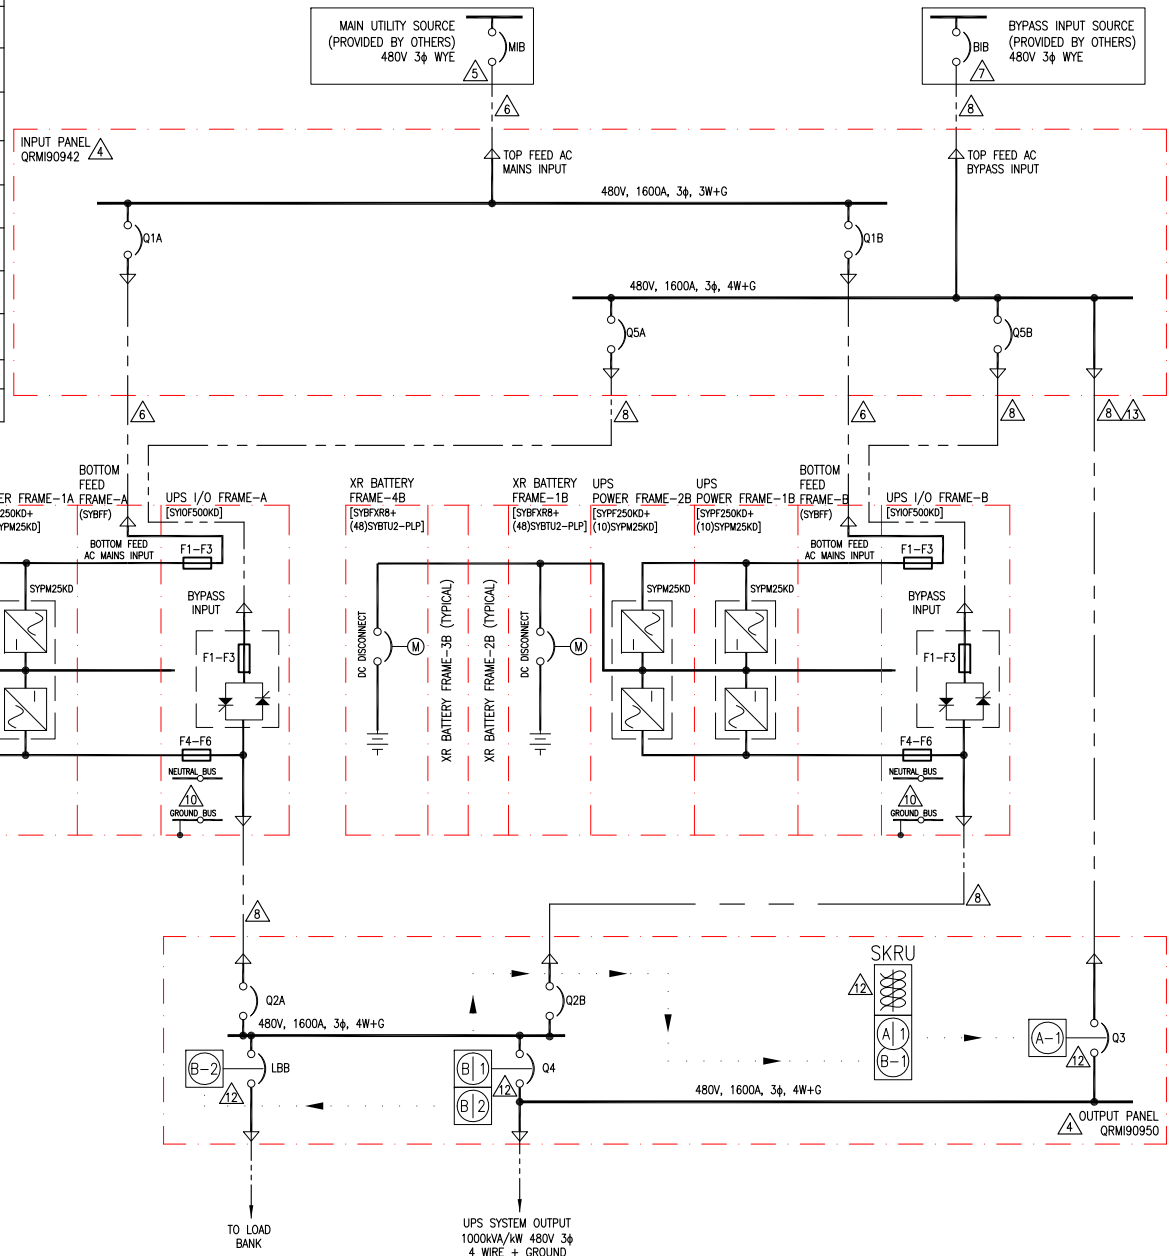 MAIN UTILITY SOURCE
(PROVIDED BY OTHERS)
480V 3ϕ WYE
MIB
5
6
BYPASS INPUT SOURCE
(PROVIDED BY OTHERS)
480V 3ϕ WYE
BIB
7
8
INPUT PANEL
QRMI90942
4
TOP FEED AC
MAINS INPUT
TOP FEED AC
BYPASS INPUT
480V, 1600A, 3ϕ, 3W+G
Q1A
Q1B
480V, 1600A, 3ϕ, 4W+G
Q5A
Q5B
6
8
6
8
8
13
ER FRAME-1A
250KD+
SYPM25KD]
BOTTOM
FEED
FRAME-A
(SYBFF)
UPS I/O FRAME-A
[SYIOF500KD]
XR BATTERY
FRAME-4B
[SYBFXR8+
(48)SYBTU2-PLP]
XR BATTERY
FRAME-1B
[SYBFXR8+
(48)SYBTU2-PLP]
UPS
POWER FRAME-2B
[SYPF250KD+
(10)SYPM25KD]
UPS
POWER FRAME-1B
[SYPF250KD+
(10)SYPM25KD]
BOTTOM
FEED
FRAME-B
(SYBFF)
UPS I/O FRAME-B
[SYIOF500KD]
BOTTOM FEED
AC MAINS INPUT
F1-F3
SYPM25KD
BYPASS
INPUT
F1-F3
F4-F6
NEUTRAL BUS
10
GROUND BUS
DC DISCONNECT
M
XR BATTERY FRAME-3B (TYPICAL)
XR BATTERY FRAME-2B (TYPICAL)
DC DISCONNECT
M
SYPM25KD
SYPM25KD
BOTTOM FEED
AC MAINS INPUT
F1-F3
BYPASS
INPUT
F1-F3
F4-F6
NEUTRAL BUS
10
GROUND BUS
8
8
SKRU
12
A 1
B-1
Q2A
Q2B
480V, 1600A, 3ϕ, 4W+G
B-2
LBB
12
B 1
B 2
Q4
12
A-1
Q3
12
480V, 1600A, 3ϕ, 4W+G
4
OUTPUT PANEL
QRMI90950
TO LOAD
BANK
UPS SYSTEM OUTPUT
1000kVA/kW 480V 3ϕ
4 WIRE + GROUND